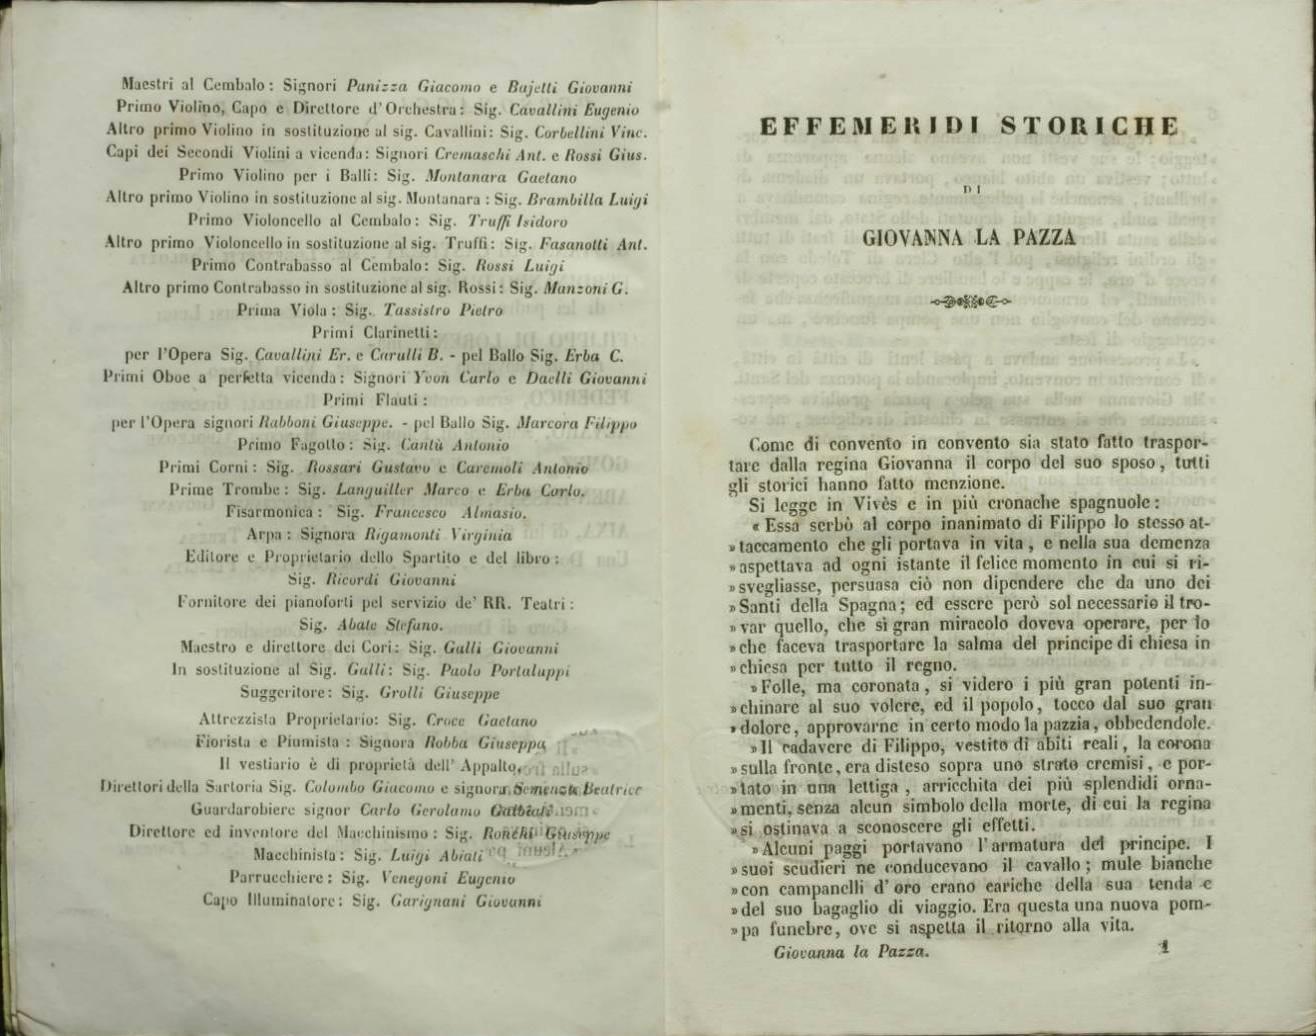 Maestri al Cembalo: Signori Panizza Giacomo e Bajetti Giovanni
Primo Violino, Capo e Direttore d'Orchestra: Sig. Cavallini Eugenio
Altro primo Violino in sostituzione al sig. Cavallini: Sig. Corbellini Vinc.
Capi dei Secondi Violini a vicenda: Signori Cremaschi Ant. e Rossi Gius.
Primo Violino per i Balli: Sig. Montanara Gaetano
Altro primo Violino in sostituzione al sig. Montanara: Sig. Brambilla Luigi
Primo Violoncello al Cembalo: Sig. Truffi Isidoro
Altro primo Violoncello in sostituzione al sig. Truffi: Sig. Fasanotti Ant.
Primo Contrabasso al Cembalo: Sig. Rossi Luigi
Altro primo Contrabasso in sostituzione al sig. Rossi: Sig. Manzoni G.
Prima Viola: Sig. Tassistro Pietro
Primi Clarinetti:
per l'Opera Sig. Cavallini Er. e Carulli B. - pel Ballo Sig. Erba C.
Primi Oboe a perfetta vicenda: Signori Yvon Carlo e Daelli Giovanni
Primi Flauti:
per l'Opera signori Rabboni Giuseppe. - pel Ballo Sig. Marcora Filippo
Primo Fagotto: Sig. Cantù Antonio
Primi Corni: Sig. Rossari Gustavo e Caremoli Antonio
Prime Trombe: Sig. Languiller Marco e Erba Carlo.
Fisarmonica: Sig. Francesco Almasio.
Arpa: Signora Rigamonti Virginia
Editore e Proprietario dello Spartito e del libro:
Sig. Ricordi Giovanni
Fornitore dei pianoforti pel servizio de' RR. Teatri:
Sig. Abate Stefano.
Maestro e direttore dei Cori: Sig. Galli Giovanni
In sostituzione al Sig. Galli: Sig. Paolo Portaluppi
Suggeritore: Sig. Grolli Giuseppe
Attrezzista Proprietario: Sig. Croce Gaetano
Fiorista e Piumista: Signora Robba Giuseppa
Il vestiario è di proprietà dell'Appalto,
Direttori della Sartoria Sig. Colombo Giacomo e signora Semenza Beatrice
Guardarobiere signor Carlo Gerolamo Galbiati
Direttore ed inventore del Macchinismo: Sig. Ronchi Giuseppe
Macchinista: Sig. Luigi Abiati
Parrucchiere: Sig. Venegoni Eugenio
Capo Illuminatore: Sig. Garignani Giovanni
EFFEMERIDI STORICHE
DI
GIOVANNA LA PAZZA
Come di convento in convento sia stato fatto traspor-
tare dalla regina Giovanna il corpo del suo sposo, tutti
gli storici hanno fatto menzione.
Si legge in Vivès e in più cronache spagnuole:
« Essa serbò al corpo inanimato di Filippo lo stesso at-
» taccamento che gli portava in vita, e nella sua demenza
» aspettava ad ogni istante il felice momento in cui si ri-
» svegliasse, persuasa ciò non dipendere che da uno dei
» Santi della Spagna; ed essere però sol necessario il tro-
» var quello, che sì gran miracolo doveva operare, per lo
» che faceva trasportare la salma del principe di chiesa in
» chiesa per tutto il regno.
» Folle, ma coronata, si videro i più gran potenti in-
» chinare al suo volere, ed il popolo, tocco dal suo gran
» dolore, approvarne in certo modo la pazzia, obbedendole.
» Il cadavere di Filippo, vestito di abiti reali, la corona
» sulla fronte, era disteso sopra uno strato cremisi, e por-
» tato in una lettiga, arricchita dei più splendidi orna-
» menti, senza alcun simbolo della morte, di cui la regina
» si ostinava a sconoscere gli effetti.
» Alcuni paggi portavano l'armatura del principe. I
» suoi scudieri ne conducevano il cavallo; mule bianche
» con campanelli d'oro erano cariche della sua tenda e
» del suo bagaglio di viaggio. Era questa una nuova pom-
» pa funebre, ove si aspetta il ritorno alla vita.
Giovanna la Pazza. 1